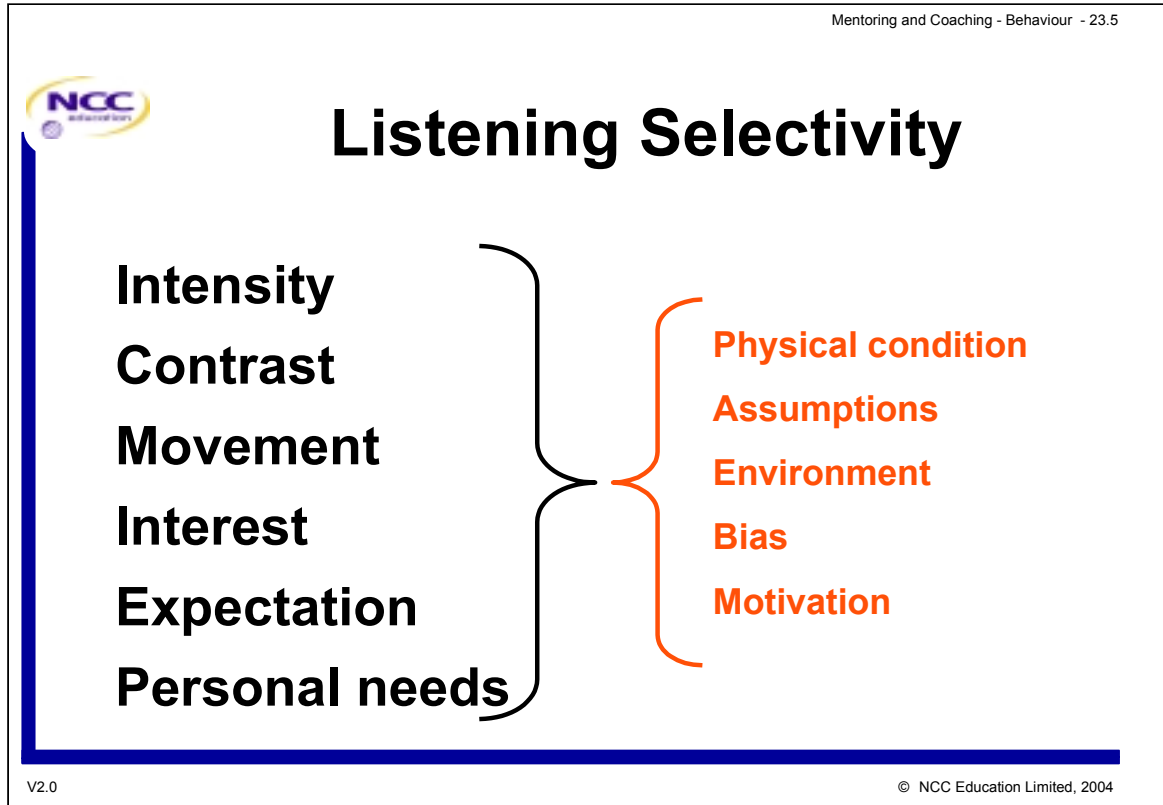 Mentoring and Coaching - Behaviour - 23.5
NCC
education
Listening Selectivity
Intensity
Contrast
Movement
Interest
Expectation
Personal needs
Physical condition
Assumptions
Environment
Bias
Motivation
V2.0
© NCC Education Limited, 2004